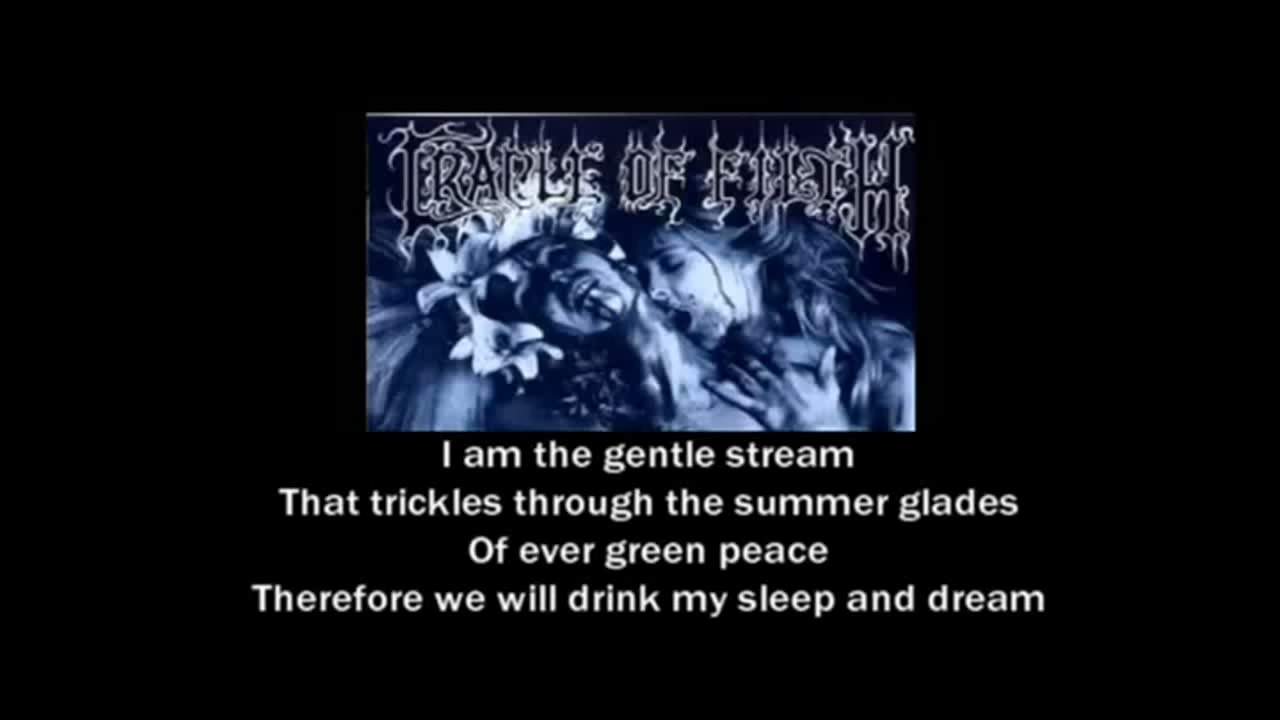 CRADLE OF FILTH
I am the gentle stream
That trickles through the summer glades
Of ever green peace
Therefore we will drink my sleep and dream